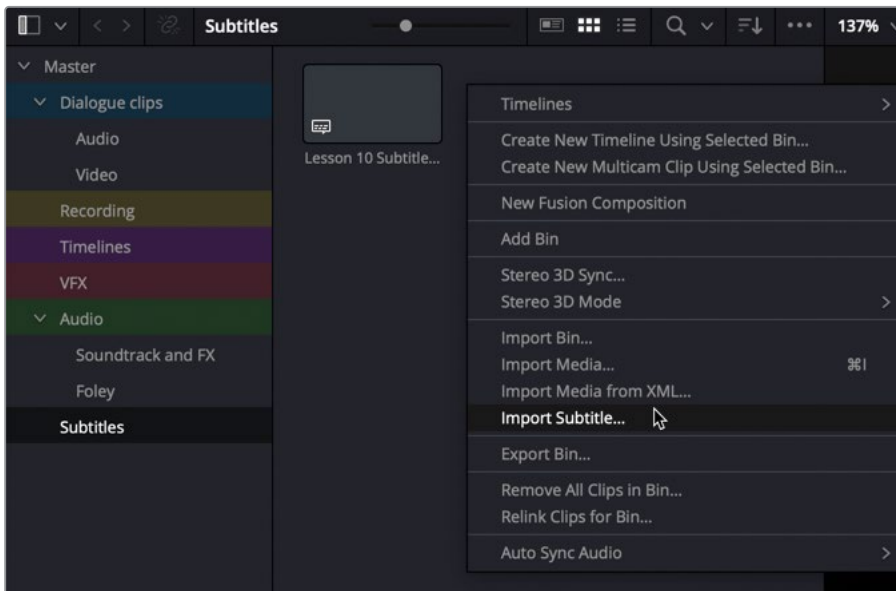 Subtitles
137%
Master
Dialogue clips
Audio
Video
Recording
Timelines
VFX
Audio
Soundtrack and FX
Foley
Subtitles
Lesson 10 Subtitle...
Timelines
Create New Timeline Using Selected Bin...
Create New Multicam Clip Using Selected Bin...
New Fusion Composition
Add Bin
Stereo 3D Sync...
Stereo 3D Mode
Import Bin...
Import Media... ⌘I
Import Media from XML...
Import Subtitle...
Export Bin...
Remove All Clips in Bin...
Relink Clips for Bin...
Auto Sync Audio